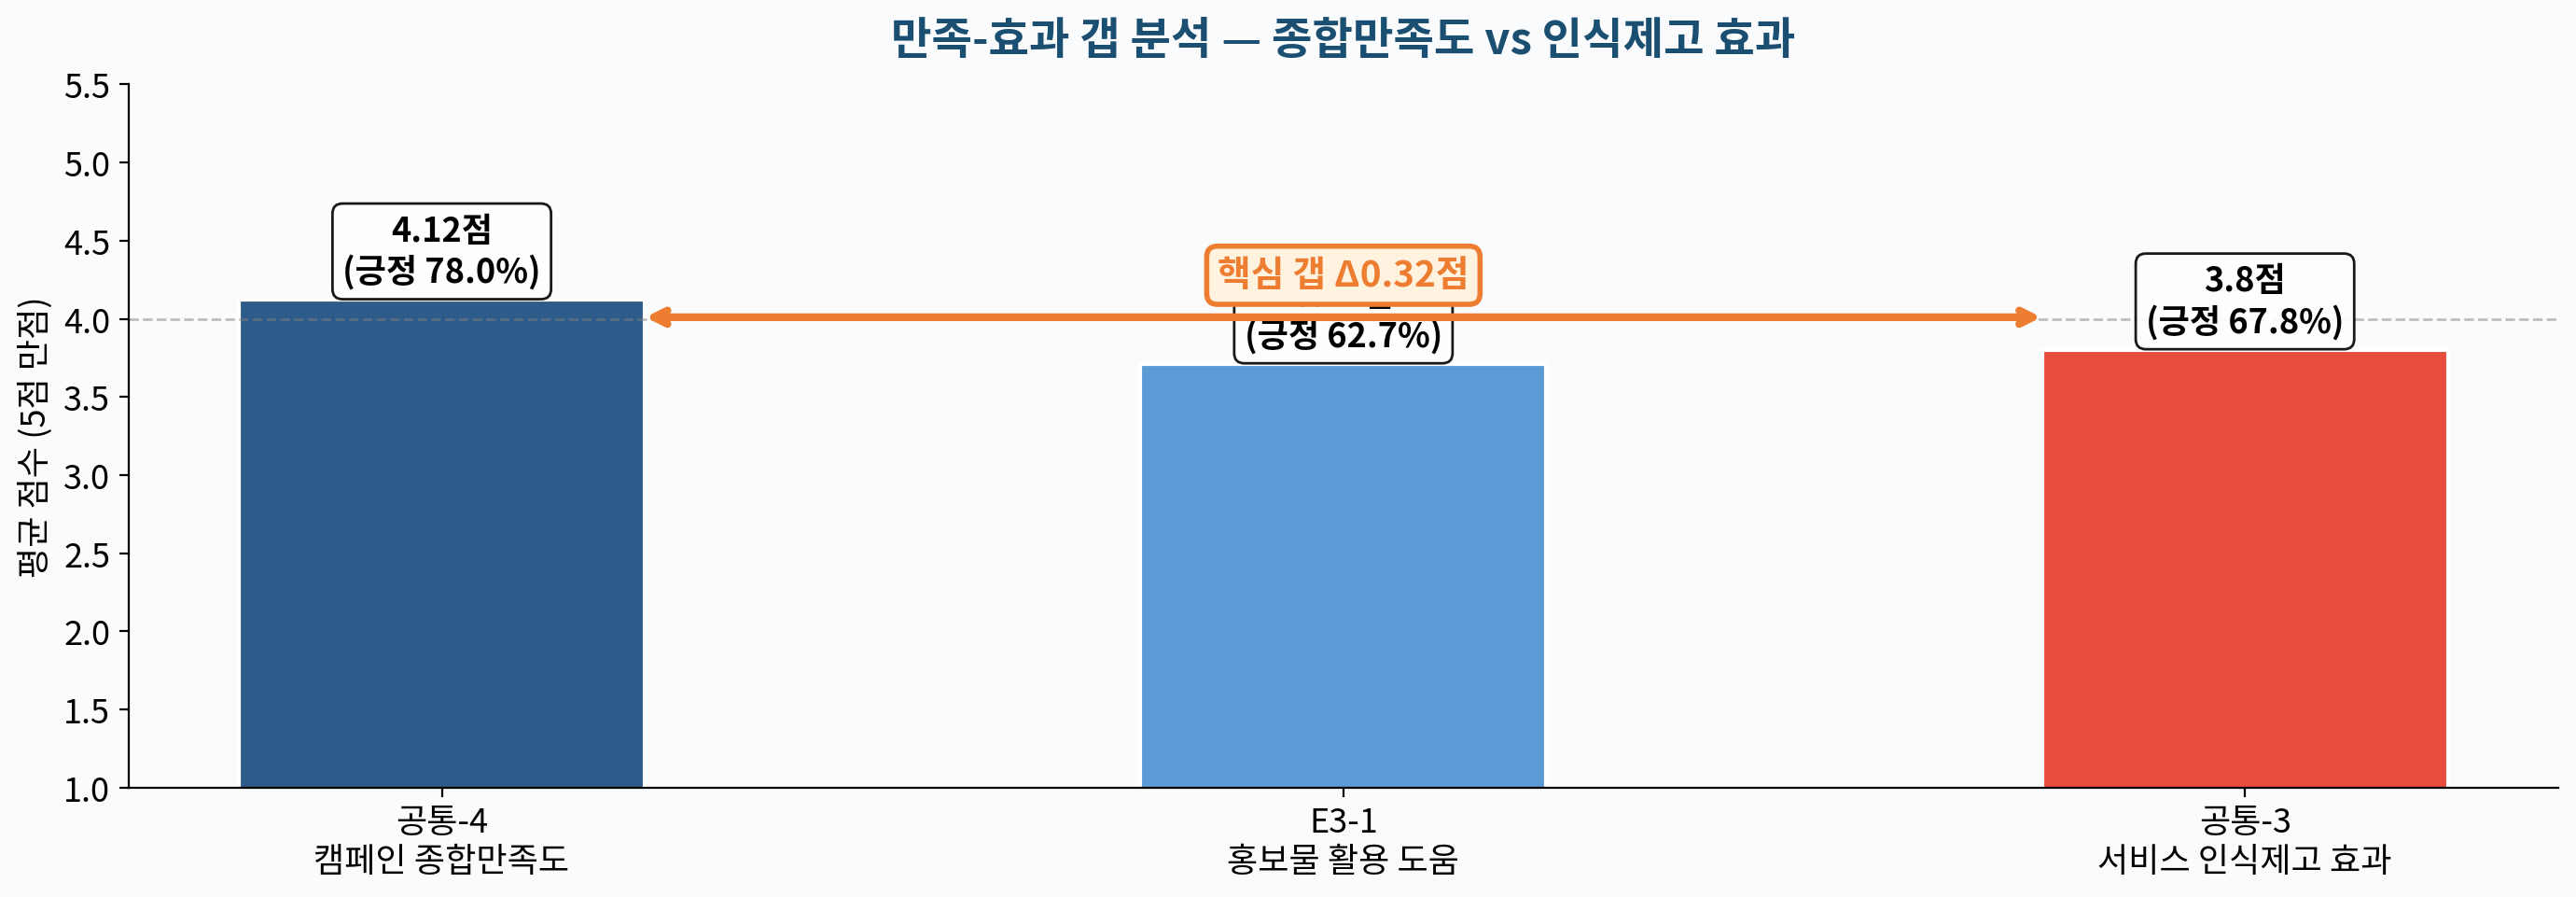 만족-효과 갭 분석 — 종합만족도 vs 인식제고 효과
평균 점수 (5점 만점)
5.5
5.0
4.5
4.0
3.5
3.0
2.5
2.0
1.5
1.0
4.12점
(긍정 78.0%)
핵심 갭 Δ0.32점
(긍정 62.7%)
3.8점
(긍정 67.8%)
공통-4
캠페인 종합만족도
E3-1
홍보물 활용 도움
공통-3
서비스 인식제고 효과